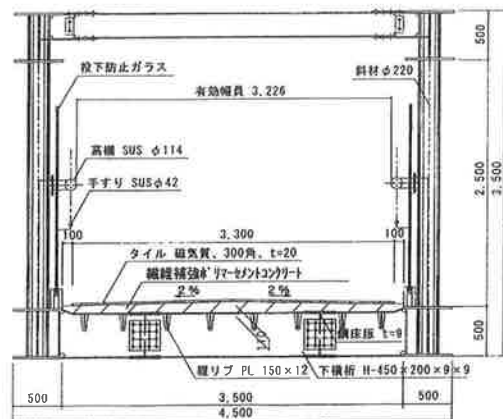 500
投下防止ガラス
斜材φ220
有効幅員 3,226
高欄 SUS φ114
手すり SUSφ42
2,500
3,500
100
3,300
100
タイル 磁気質、300角、t=20
繊維補強ポリマーセメントコンクリート
2%
2%
鋼床版 t=9
500
縦リブ PL 150×12
下横桁 H-450×200×9×9
500
3,500
500
4,500